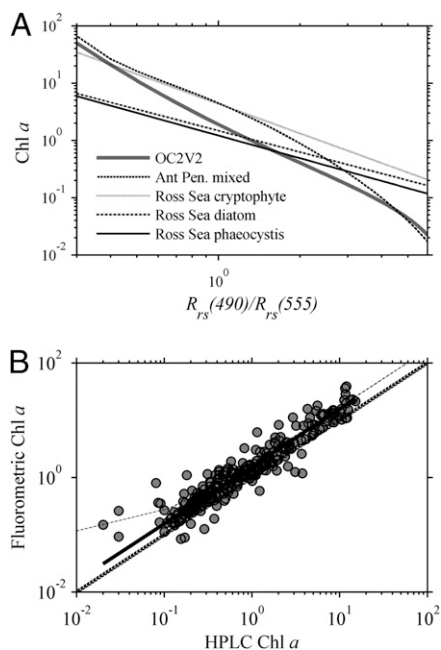 A
10²
10¹
10⁰
10⁻¹
10⁻²
Chl a
OC2V2
Ant Pen. mixed
Ross Sea cryptophyte
Ross Sea diatom
Ross Sea phaeocystis
10⁰
Rrs(490)/Rrs(555)
B
10²
10⁰
10⁻²
Fluorometric Chl a
10⁻² 10⁻¹ 10⁰ 10¹ 10²
HPLC Chl a